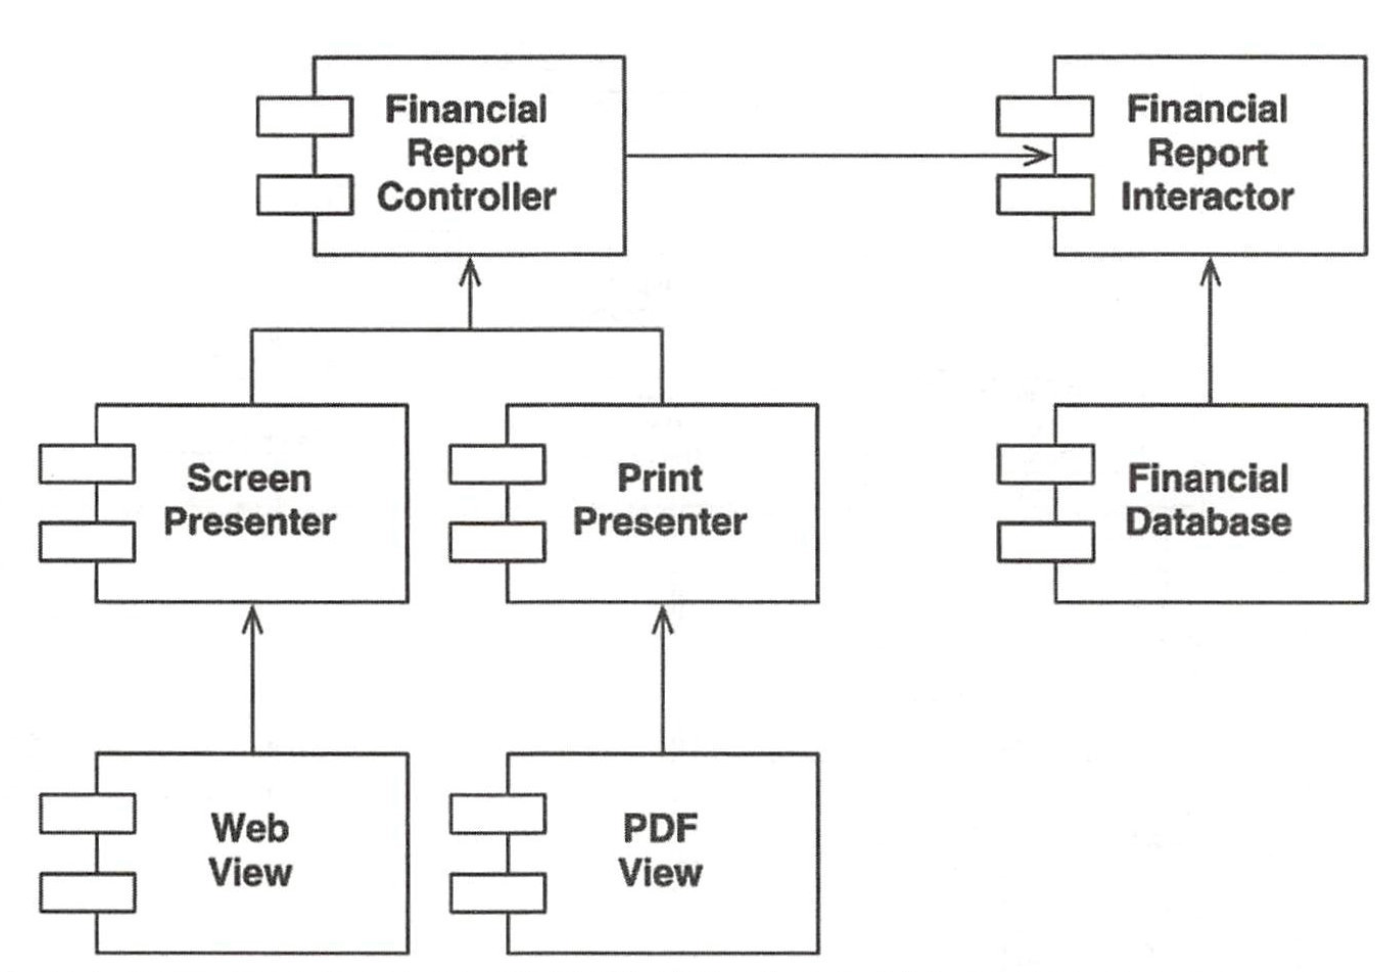 Financial
Report
Controller
Financial
Report
Interactor
Screen
Presenter
Print
Presenter
Financial
Database
Web
View
PDF
View